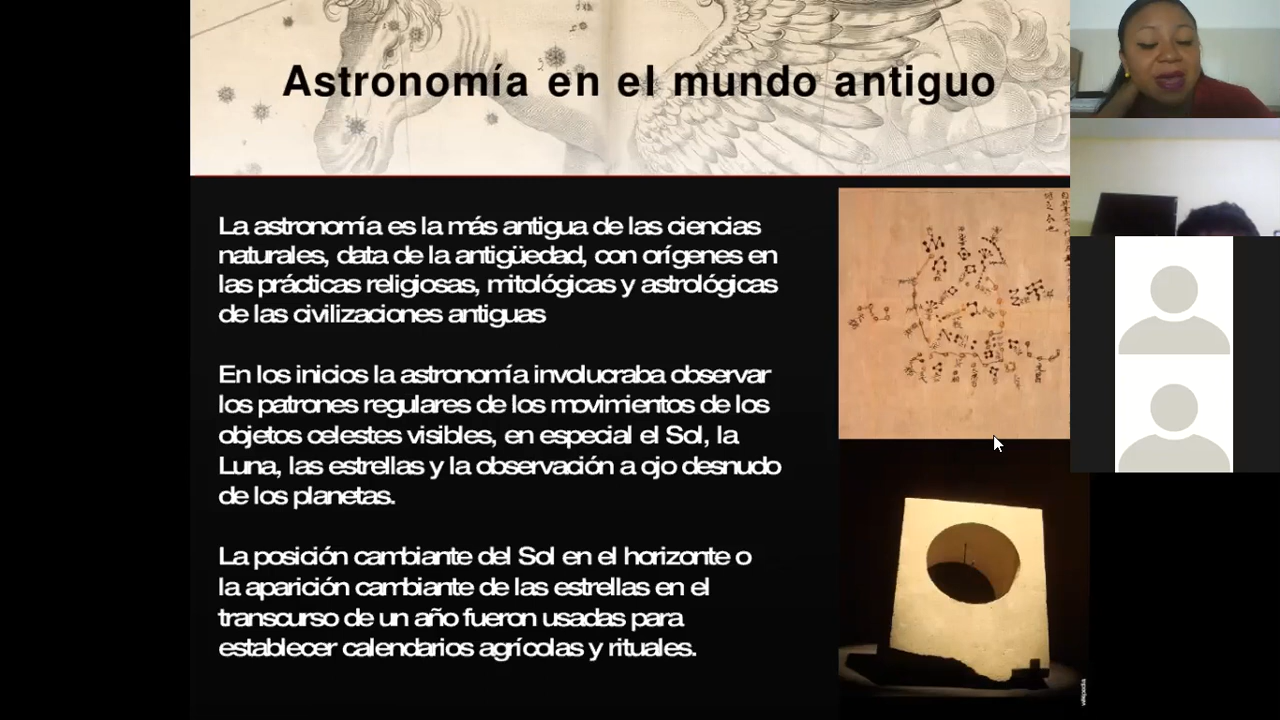 Astronomía en el mundo antiguo
La astronomía es la más antigua de las ciencias
naturales, data de la antigüedad, con orígenes en
las prácticas religiosas, mitológicas y astrológicas
de las civilizaciones antiguas
En los inicios la astronomía involucraba observar
los patrones regulares de los movimientos de los
objetos celestes visibles, en especial el Sol, la
Luna, las estrellas y la observación a ojo desnudo
de los planetas.
La posición cambiante del Sol en el horizonte o
la aparición cambiante de las estrellas en el
transcurso de un año fueron usadas para
establecer calendarios agrícolas y rituales.
wikipedia